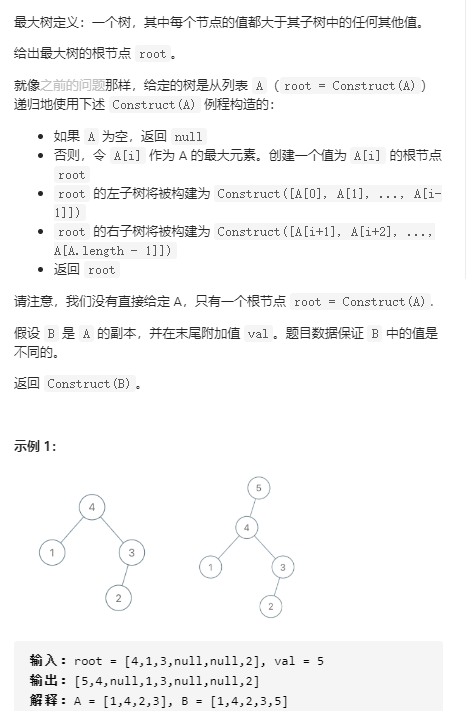 最大树定义：一个树，其中每个节点的值都大于其子树中的任何其他值。
给出最大树的根节点 root。
就像之前的问题那样，给定的树是从列表 A（root = Construct(A)）
递归地使用下述 Construct(A) 例程构造的：
• 如果 A 为空，返回 null
• 否则，令 A[i] 作为 A 的最大元素。创建一个值为 A[i] 的根节点
root
• root 的左子树将被构建为 Construct([A[0], A[1], ..., A[i-
1]])
• root 的右子树将被构建为 Construct([A[i+1], A[i+2], ...,
A[A.length - 1]])
• 返回 root
请注意，我们没有直接给定 A，只有一个根节点 root = Construct(A).
假设 B 是 A 的副本，并在末尾附加值 val。题目数据保证 B 中的值是
不同的。
返回 Construct(B)。
示例 1：
4
1
3
2
5
4
1
3
2
输入：root = [4,1,3,null,null,2], val = 5
输出：[5,4,null,1,3,null,null,2]
解释：A = [1,4,2,3], B = [1,4,2,3,5]